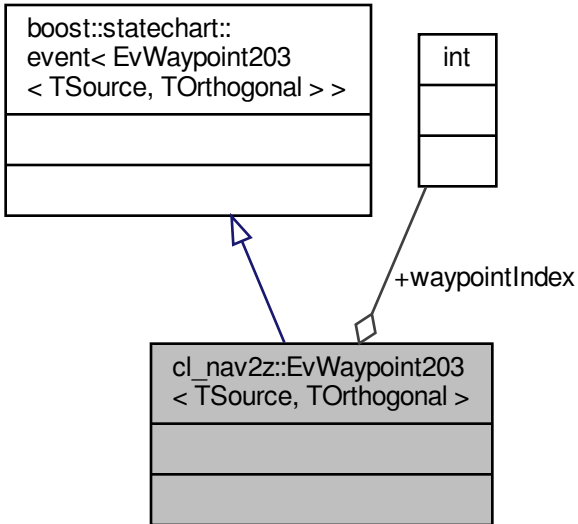 boost::statechart::
event< EvWaypoint203
< TSource, TOrthogonal > >
int
+waypointIndex
cl_nav2z::EvWaypoint203
< TSource, TOrthogonal >